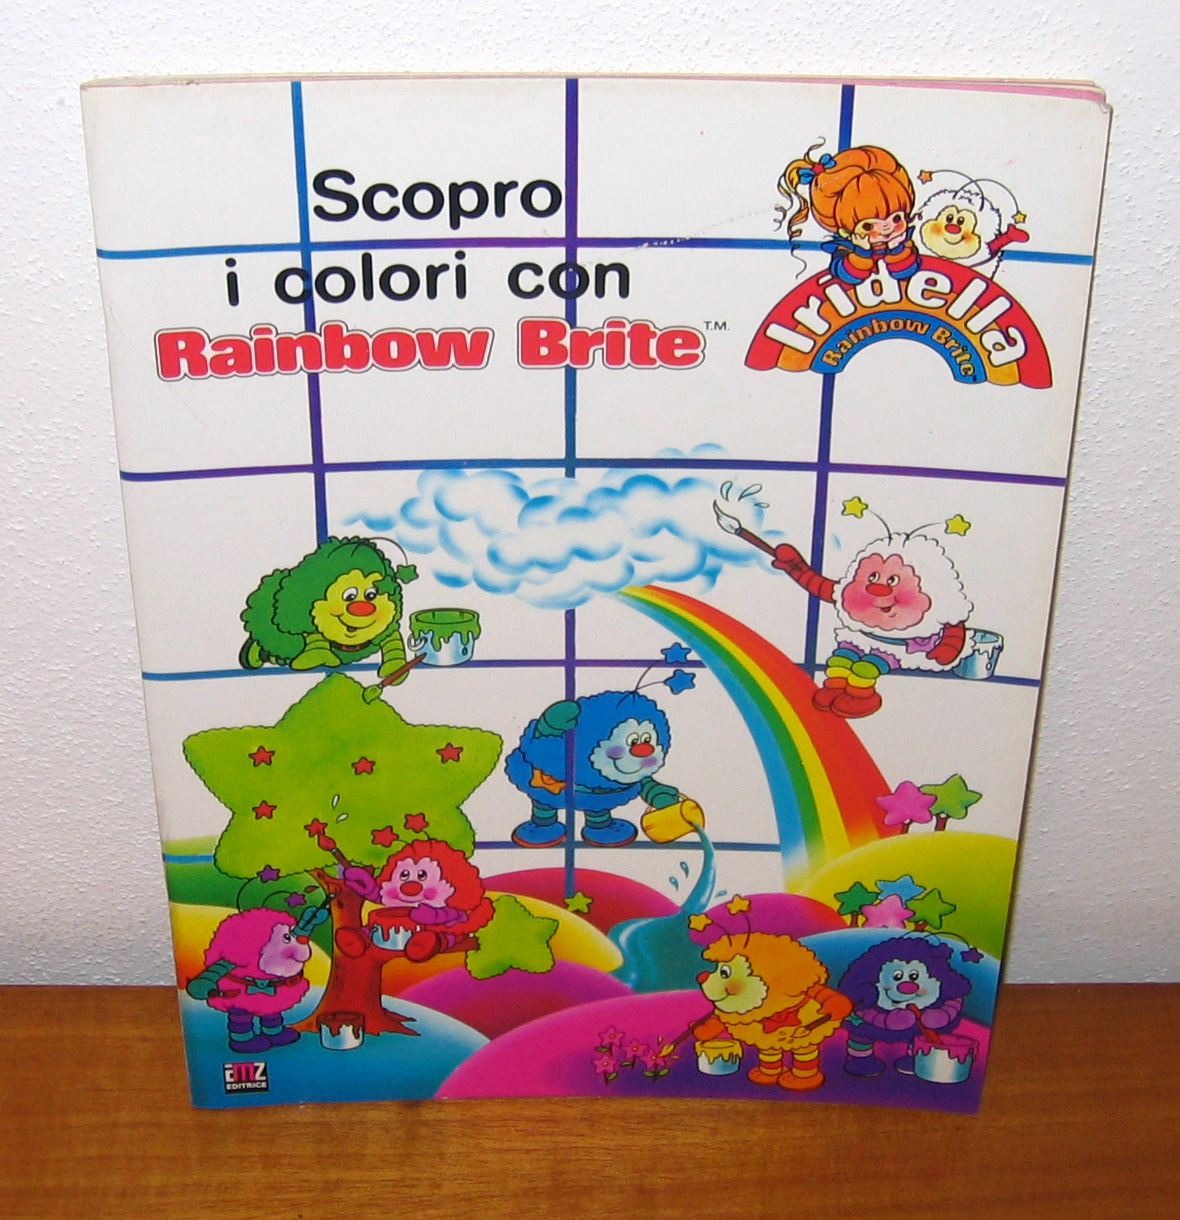 Scopro
i colori con
Rainbow Brite T.M.
Iridella
Rainbow Brite™
EMZ
EDITRICE